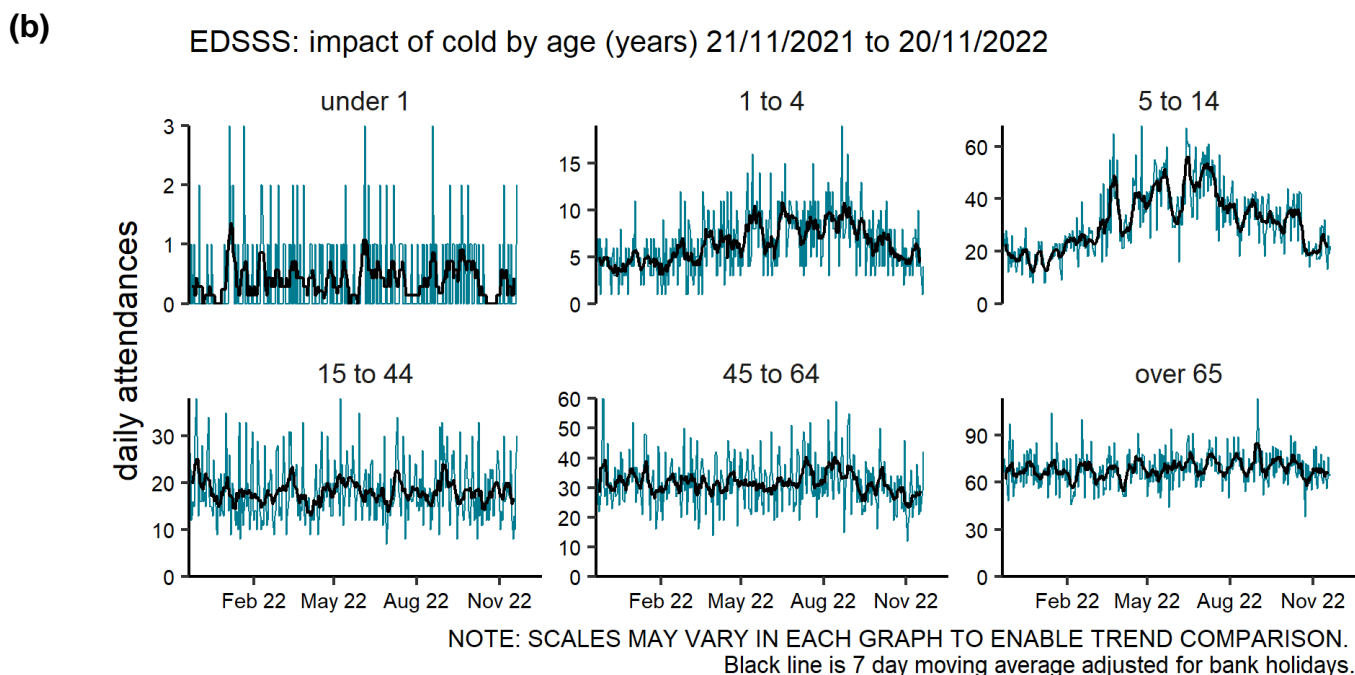 (b)
EDSSS: impact of cold by age (years) 21/11/2021 to 20/11/2022
under 1
1 to 4
5 to 14
3
2
1
0
15
10
5
0
60
40
20
0
daily attendances
15 to 44
45 to 64
over 65
30
20
10
0
60
50
40
30
20
10
0
90
60
30
0
Feb 22 May 22 Aug 22 Nov 22
Feb 22 May 22 Aug 22 Nov 22
Feb 22 May 22 Aug 22 Nov 22
NOTE: SCALES MAY VARY IN EACH GRAPH TO ENABLE TREND COMPARISON.
Black line is 7 day moving average adjusted for bank holidays.